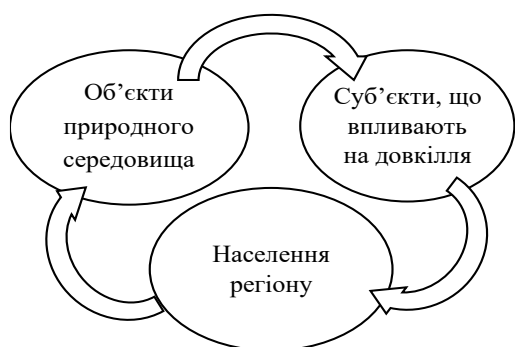 Об’єкти
природного
середовища
Суб’єкти, що
впливають
на довкілля
Населення
регіону